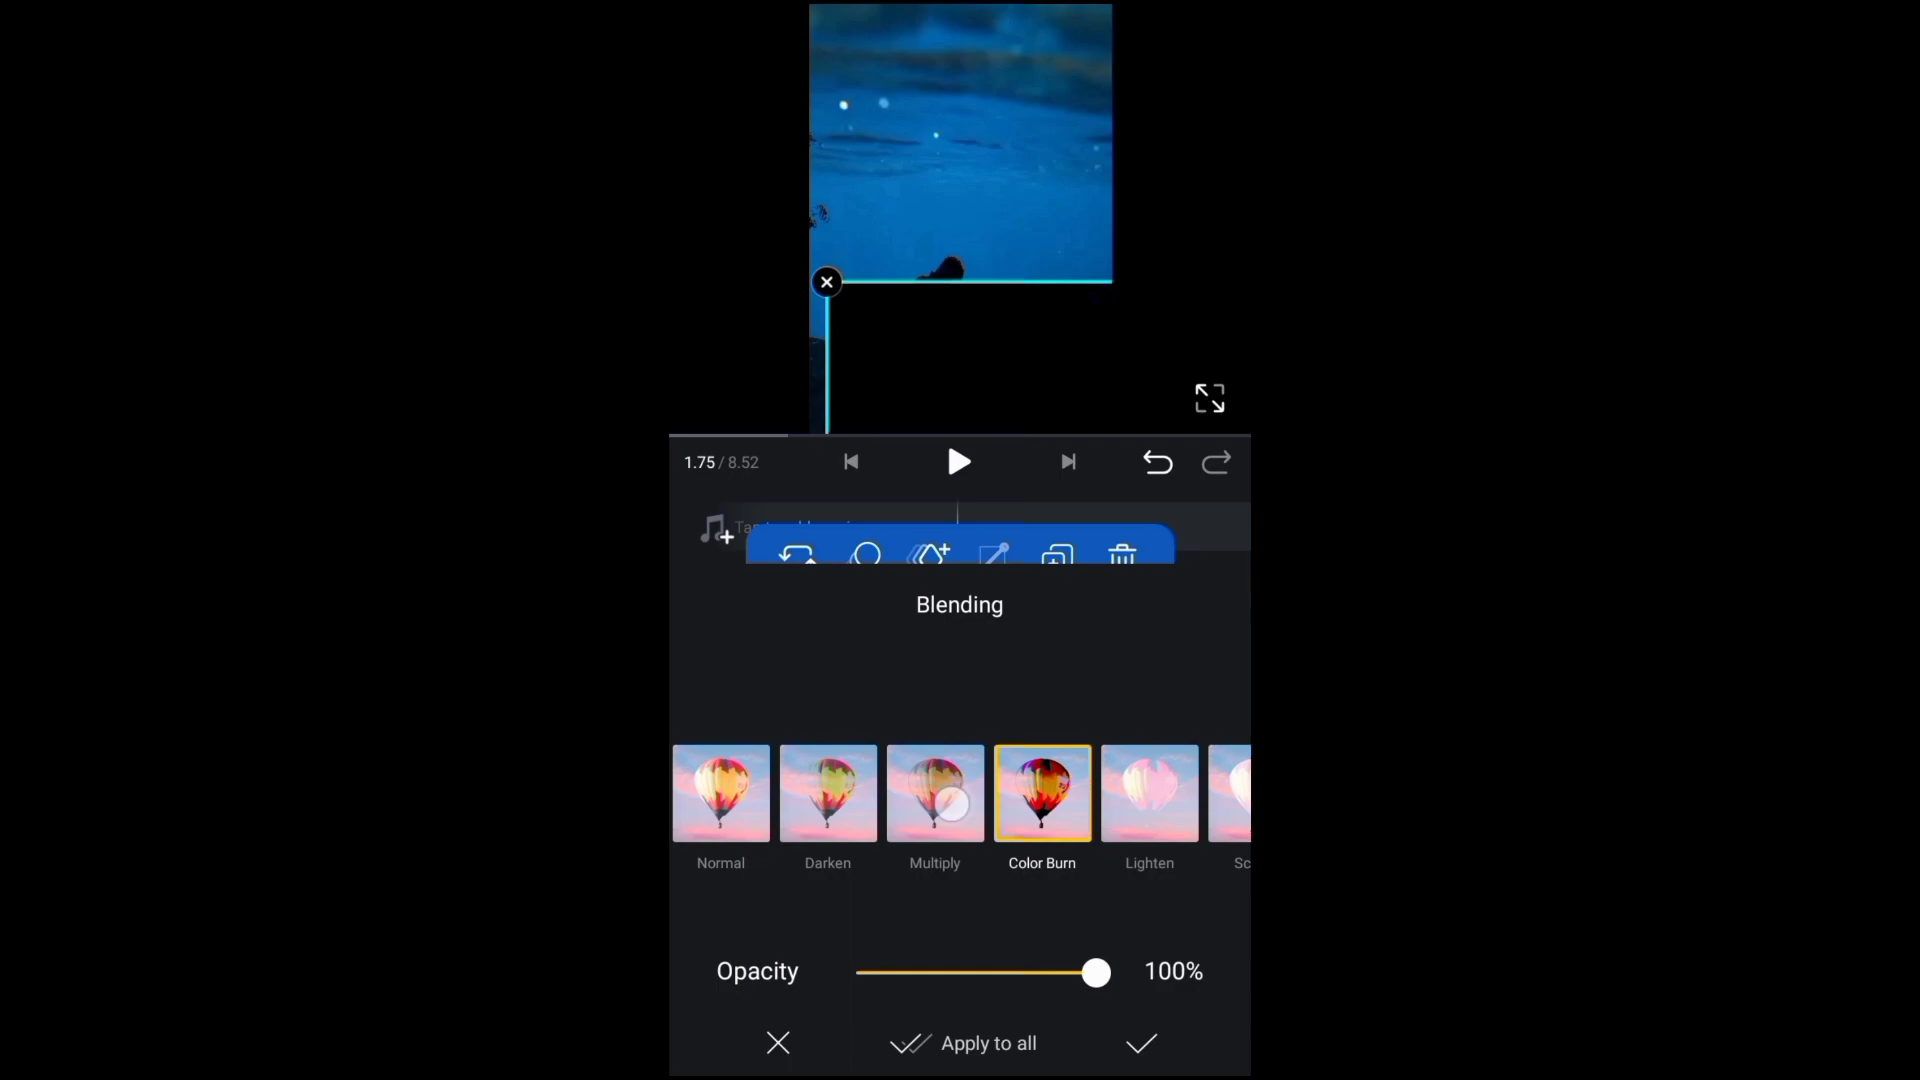 1.75 / 8.52
Blending
Normal
Darken
Multiply
Color Burn
Lighten
Sc
Opacity
100%
Apply to all